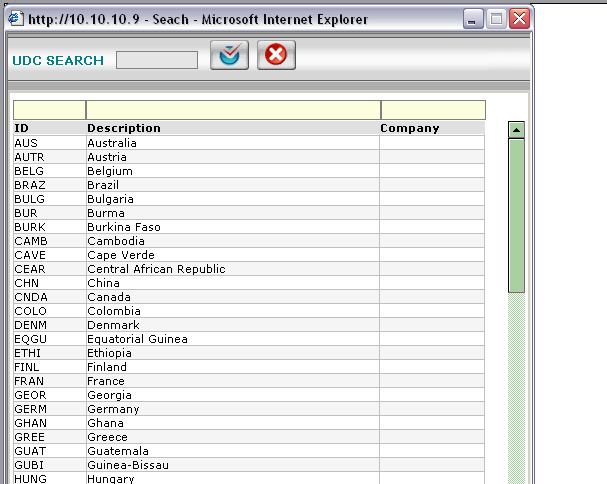 http://10.10.10.9 - Seach - Microsoft Internet Explorer
UDC SEARCH
ID Description Company
AUS Australia
AUTR Austria
BELG Belgium
BRAZ Brazil
BULG Bulgaria
BUR Burma
BURK Burkina Faso
CAMB Cambodia
CAVE Cape Verde
CEAR Central African Republic
CHN China
CNDA Canada
COLO Colombia
DENM Denmark
EQGU Equatorial Guinea
ETHI Ethiopia
FINL Finland
FRAN France
GEOR Georgia
GERM Germany
GHAN Ghana
GREE Greece
GUAT Guatemala
GUBI Guinea-Bissau
HUNG Hungary